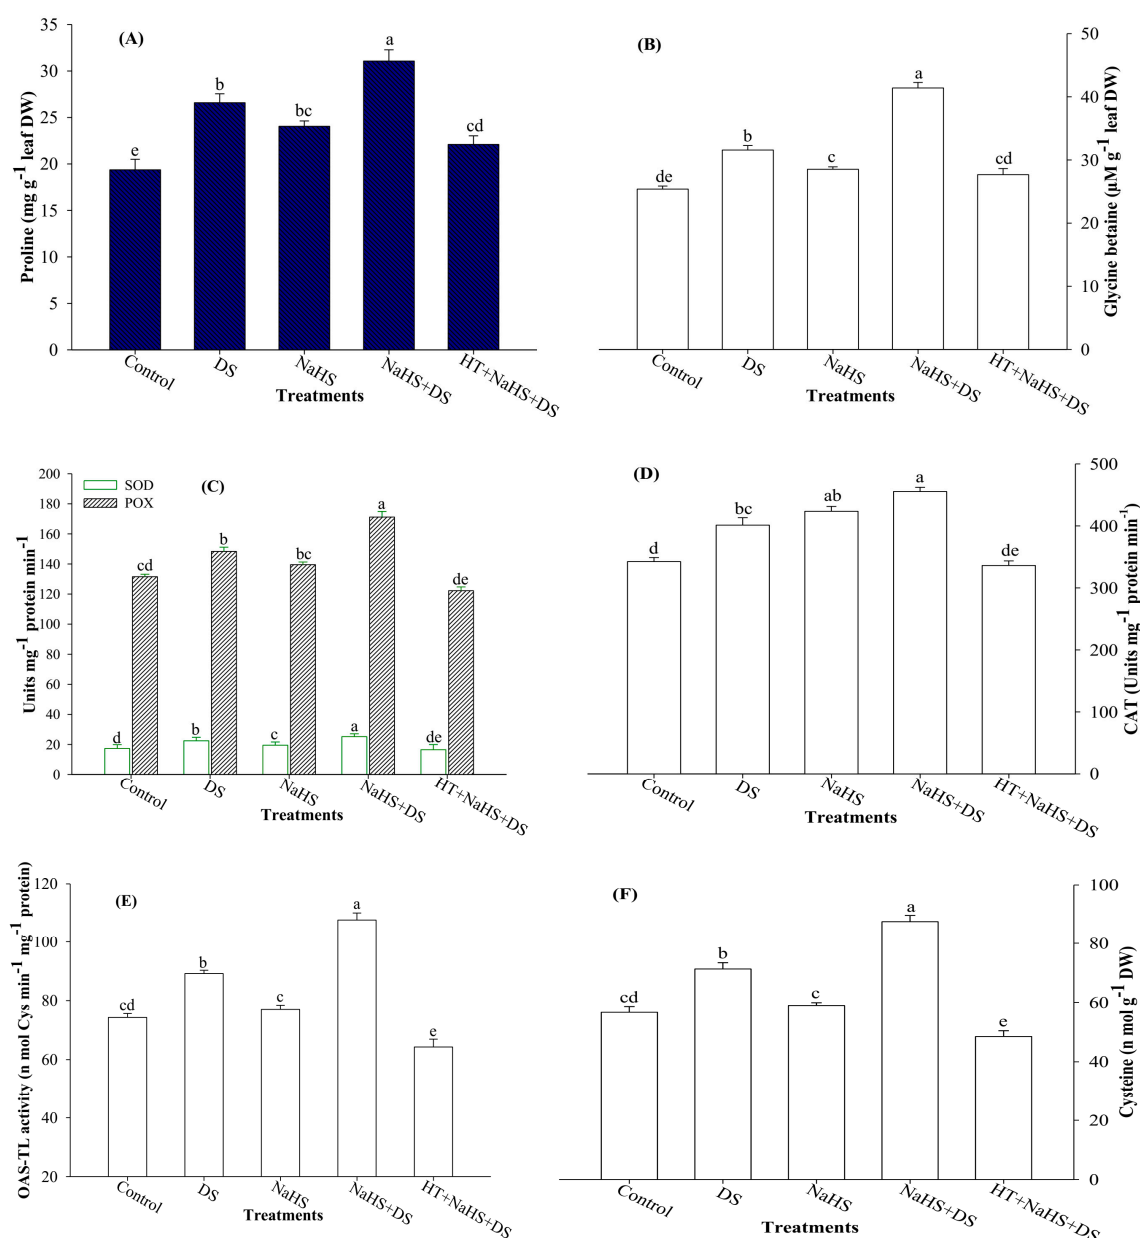 (A)
Proline (mg g-1 leaf DW)
35
30
25
20
15
10
5
0
e
b
bc
a
cd
Control
DS
NaHS
NaHS+DS
HT+NaHS+DS
Treatments
(B)
Glycine betaine (µM g-1 leaf DW)
50
40
30
20
10
0
de
b
c
a
cd
Control
DS
NaHS
NaHS+DS
HT+NaHS+DS
Treatments
(C)
SOD
POX
Units mg-1 protein min-1
200
180
160
140
120
100
80
60
40
20
0
d
cd
b
b
c
bc
a
a
de
de
Control
DS
NaHS
NaHS+DS
HT+NaHS+DS
Treatments
(D)
CAT (Units mg-1 protein min-1)
500
400
300
200
100
0
d
bc
ab
a
de
Control
DS
NaHS
NaHS+DS
HT+NaHS+DS
Treatments
(E)
OAS-TL activity (n mol Cys min-1 mg-1 protein)
120
100
80
60
40
20
cd
b
c
a
e
Control
DS
NaHS
NaHS+DS
HT+NaHS+DS
Treatments
(F)
Cysteine (n mol g-1 DW)
100
80
60
40
20
0
cd
b
c
a
e
Control
DS
NaHS
NaHS+DS
HT+NaHS+DS
Treatments